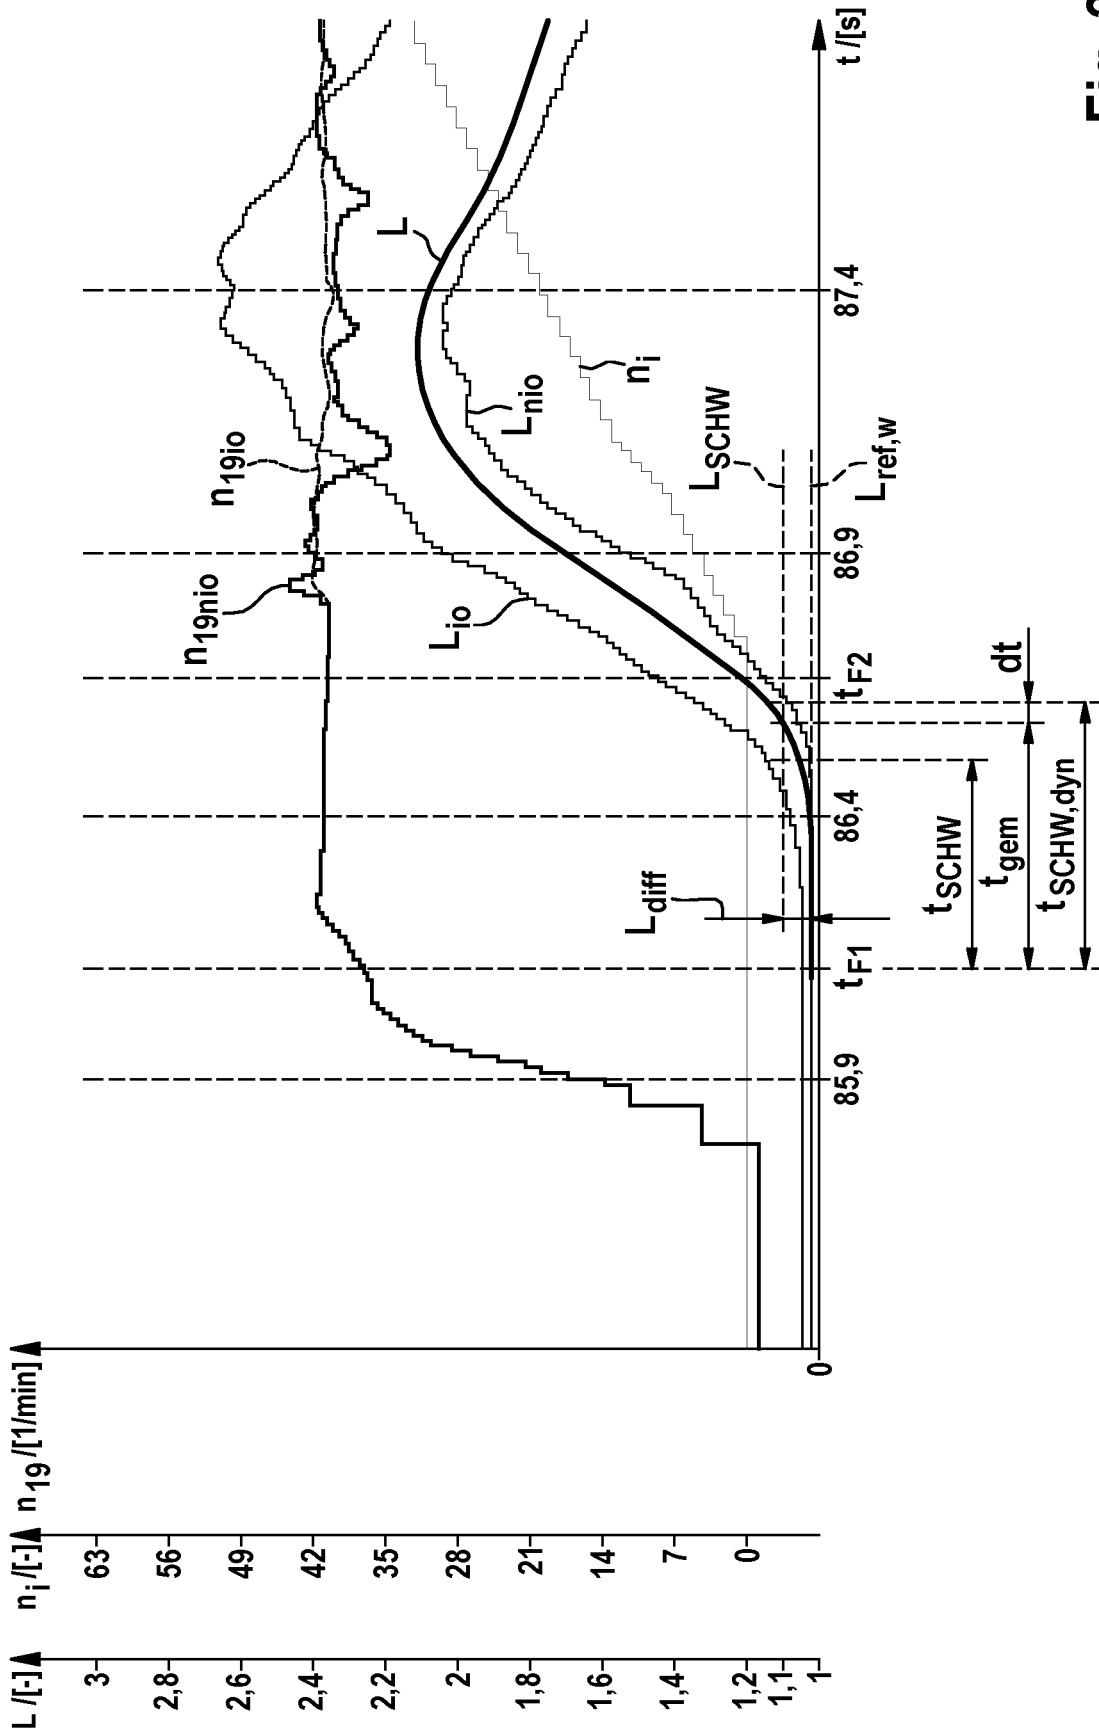 L /[-]
3
2,8
2,6
2,4
2,2
2
1,8
1,6
1,4
1,2
1,1
1
n_i /[-]
63
56
49
42
35
28
21
14
7
0
n_19 /[1/min]
0
85,9
t_F1
86,4
t_F2
86,9
87,4
t /[s]
n_19nio
n_19io
L_io
L
L_nio
n_i
L_SCHW
L_ref,w
L_diff
t_SCHW
t_gem
t_SCHW,dyn
dt
Fig.